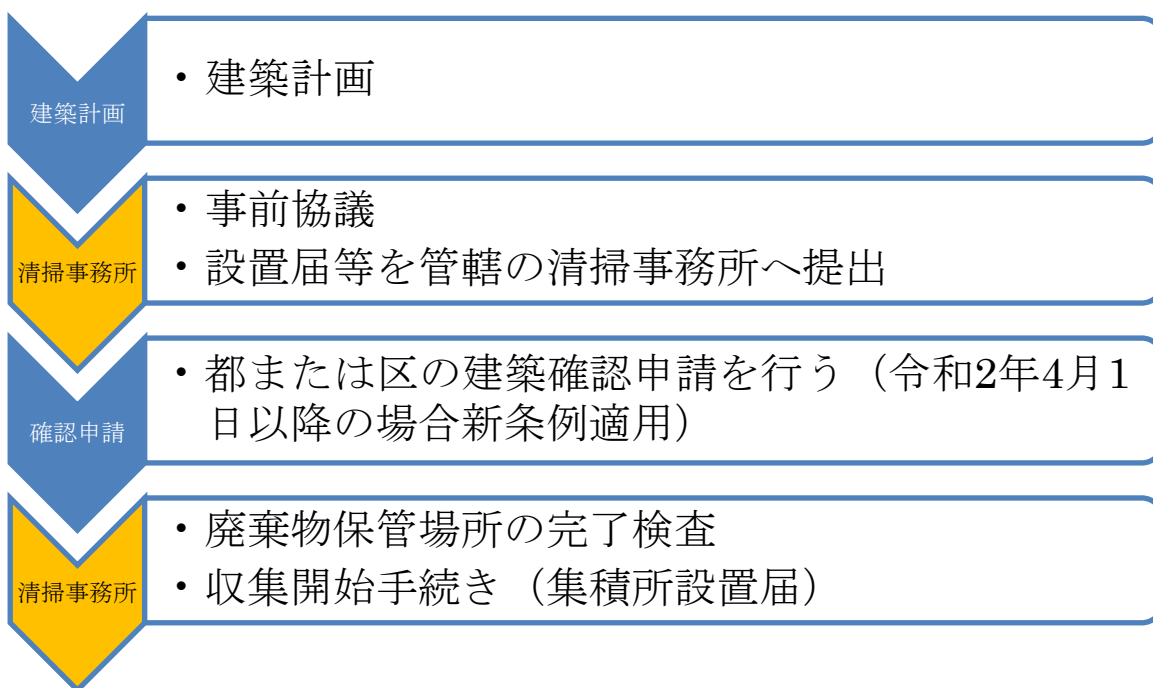 建築計画
・建築計画
清掃事務所
・事前協議
・設置届等を管轄の清掃事務所へ提出
確認申請
・都または区の建築確認申請を行う（令和2年4月1
日以降の場合新条例適用）
清掃事務所
・廃棄物保管場所の完了検査
・収集開始手続き（集積所設置届）